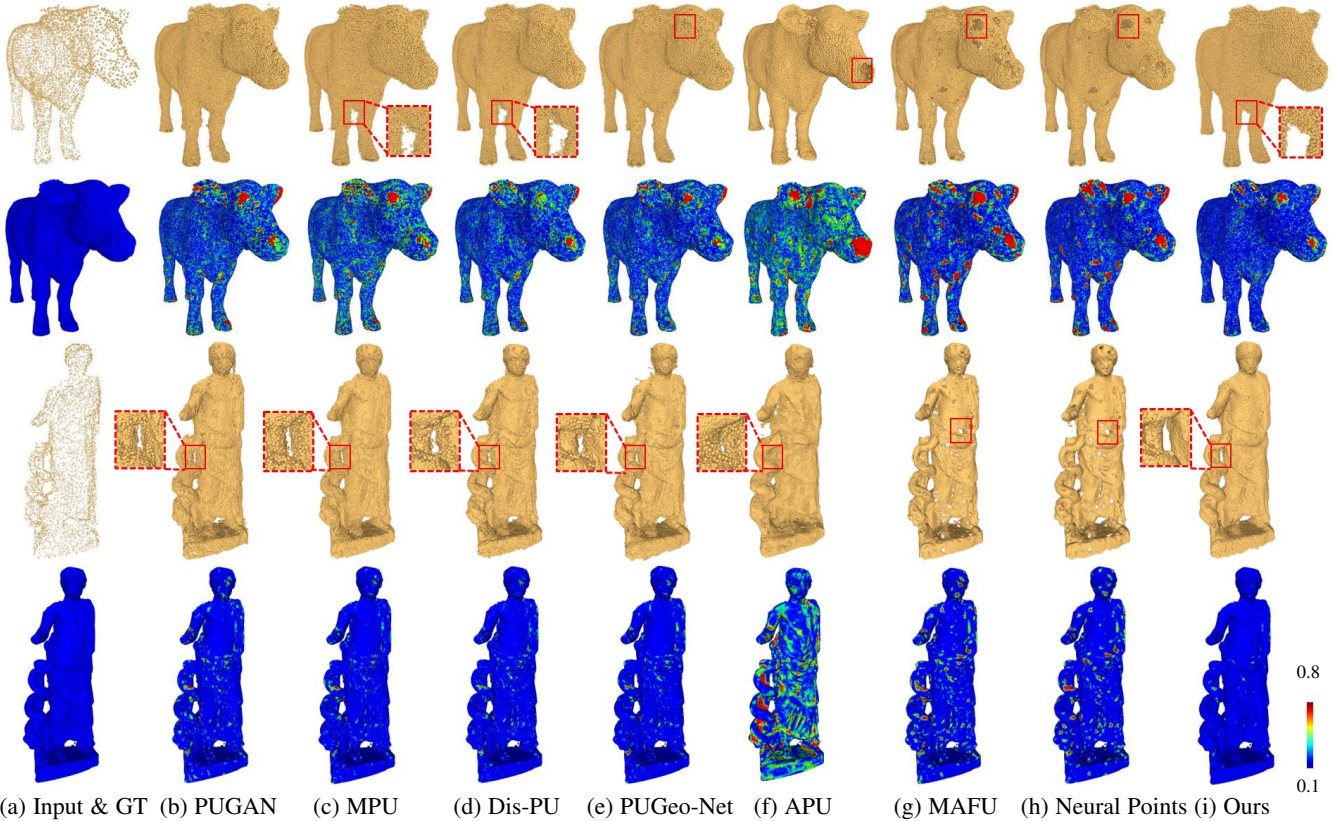 0.8
0.1
(a) Input & GT (b) PUGAN (c) MPU (d) Dis-PU (e) PUGeo-Net (f) APU (g) MAFU (h) Neural Points (i) Ours